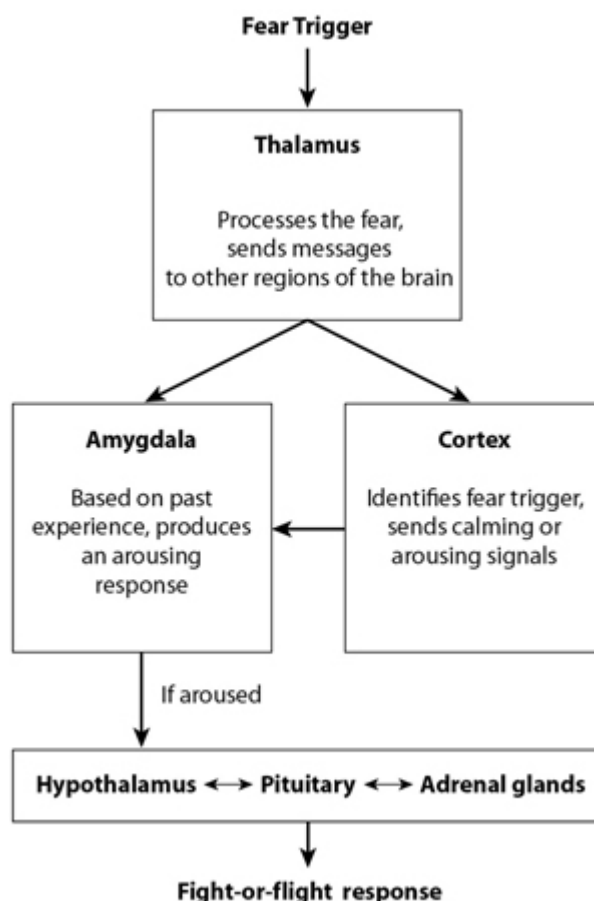 Fear Trigger
Thalamus
Processes the fear,
sends messages
to other regions of the brain
Amygdala
Based on past
experience, produces
an arousing
response
Cortex
Identifies fear trigger,
sends calming or
arousing signals
If aroused
Hypothalamus Pituitary Adrenal glands
Fight-or-flight response